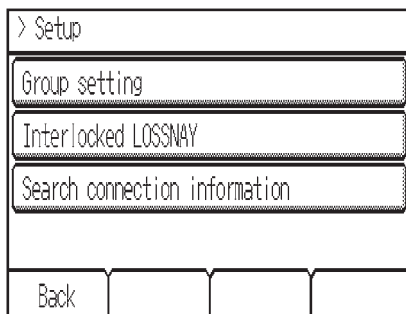 > Setup
Group setting
Interlocked LOSSNAY
Search connection information
Back